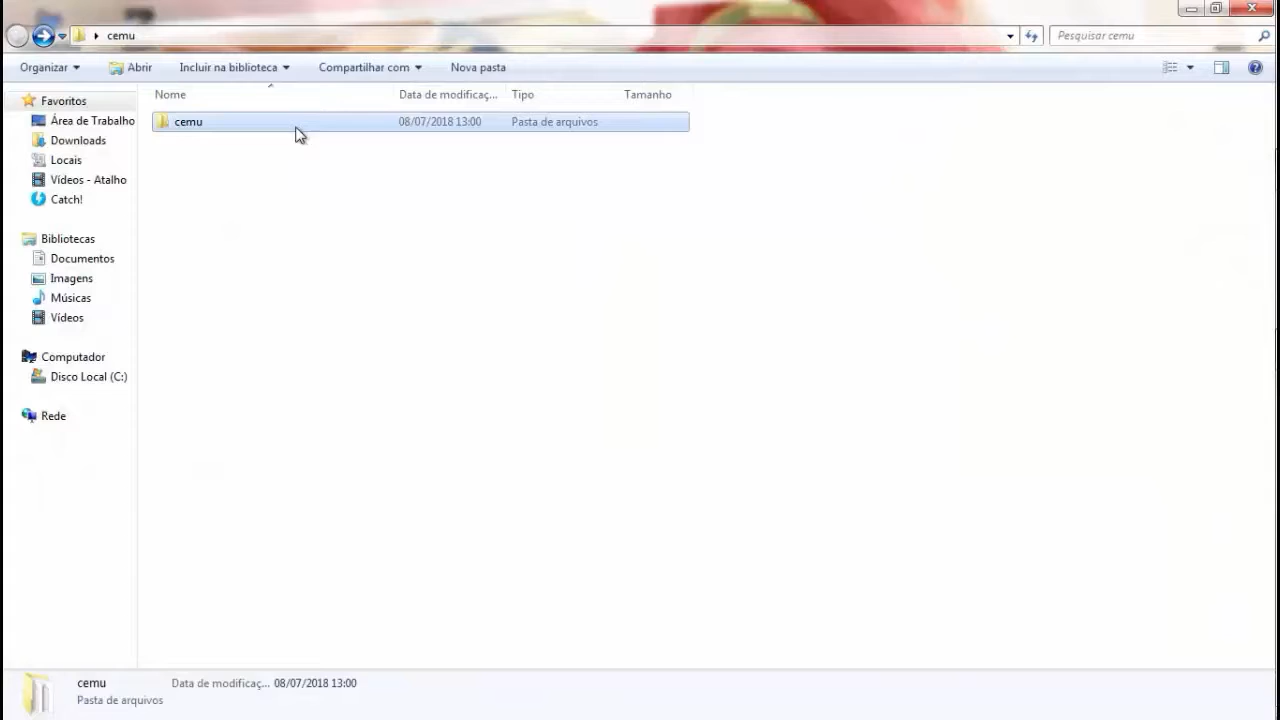 cemu
Pesquisar cemu
Organizar Abrir Incluir na biblioteca Compartilhar com Nova pasta
Nome Data de modificaç... Tipo Tamanho
cemu 08/07/2018 13:00 Pasta de arquivos
Favoritos
Área de Trabalho
Downloads
Locais
Vídeos - Atalho
Catch!
Bibliotecas
Documentos
Imagens
Músicas
Vídeos
Computador
Disco Local (C:)
Rede
cemu Data de modificaç... 08/07/2018 13:00
Pasta de arquivos